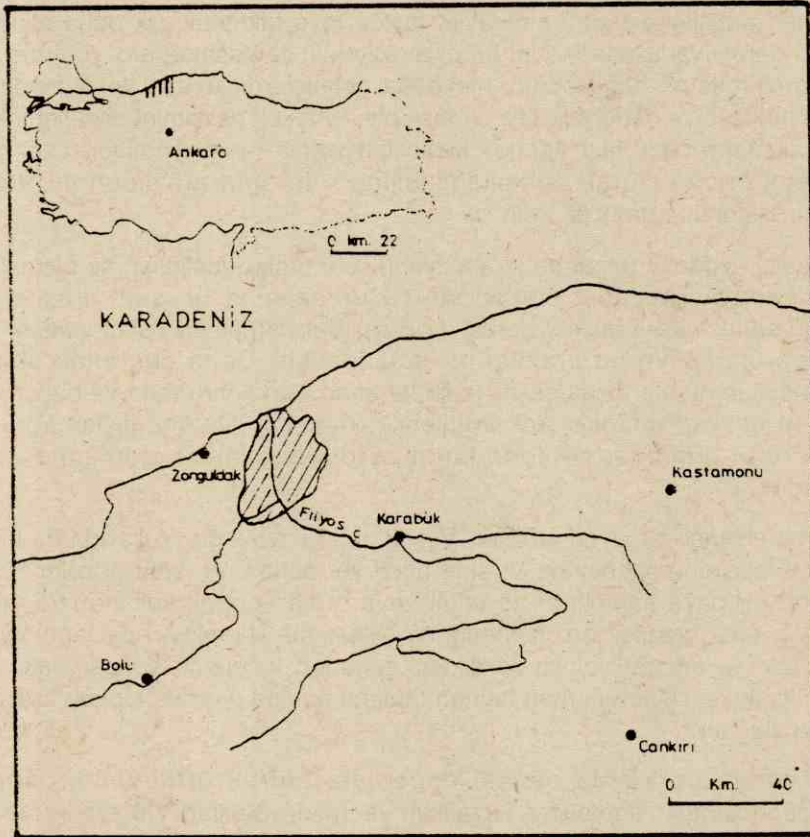 Ankara
0 km. 22
KARADENİZ
Zonguldak
Kastamonu
Filyos Ç
Karabük
Bolu
Çankırı
0 Km. 40